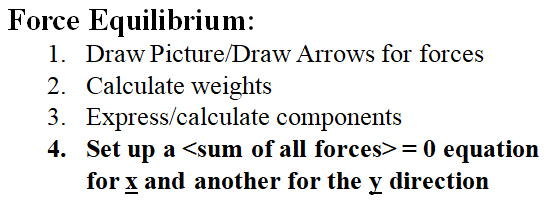 Force Equilibrium:
1. Draw Picture/Draw Arrows for forces
2. Calculate weights
3. Express/calculate components
4. Set up a <sum of all forces> = 0 equation
for x and another for the y direction